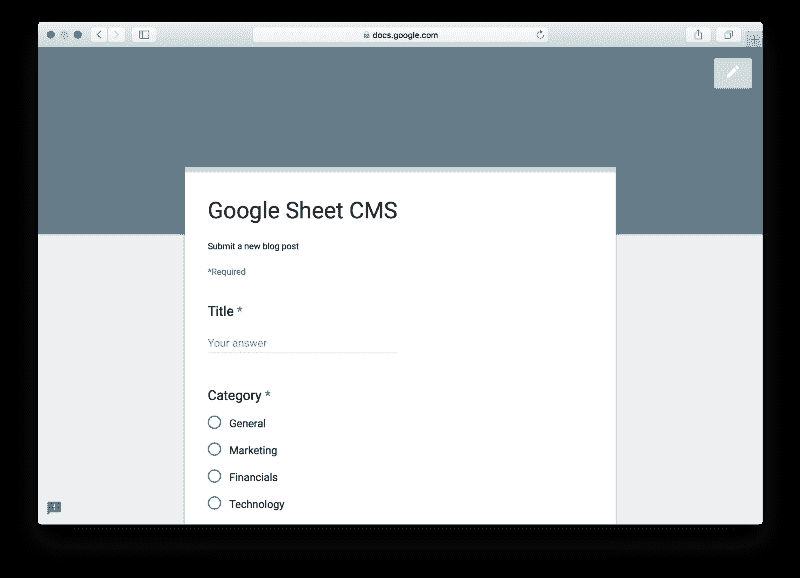 docs.google.com
Google Sheet CMS
Submit a new blog post
*Required
Title *
Your answer
Category *
General
Marketing
Financials
Technology